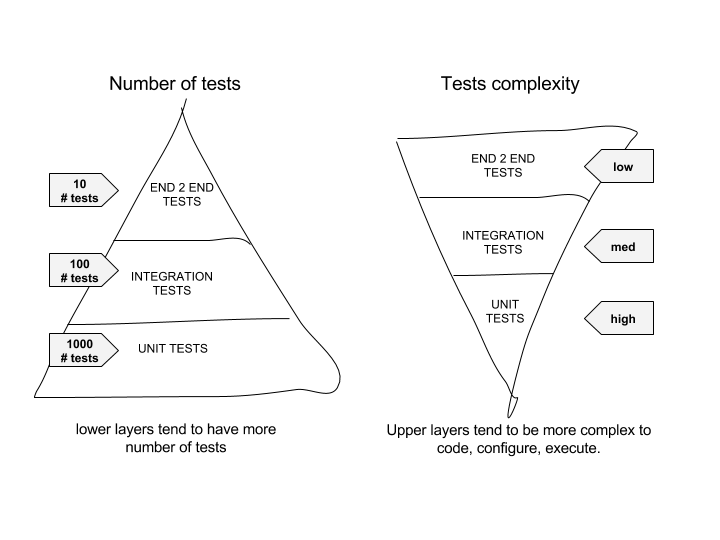 Number of tests
10
# tests
END 2 END
TESTS
100
# tests
INTEGRATION
TESTS
1000
# tests
UNIT TESTS
lower layers tend to have more
number of tests
Tests complexity
END 2 END
TESTS
low
INTEGRATION
TESTS
med
UNIT
TESTS
high
Upper layers tend to be more complex to
code, configure, execute.